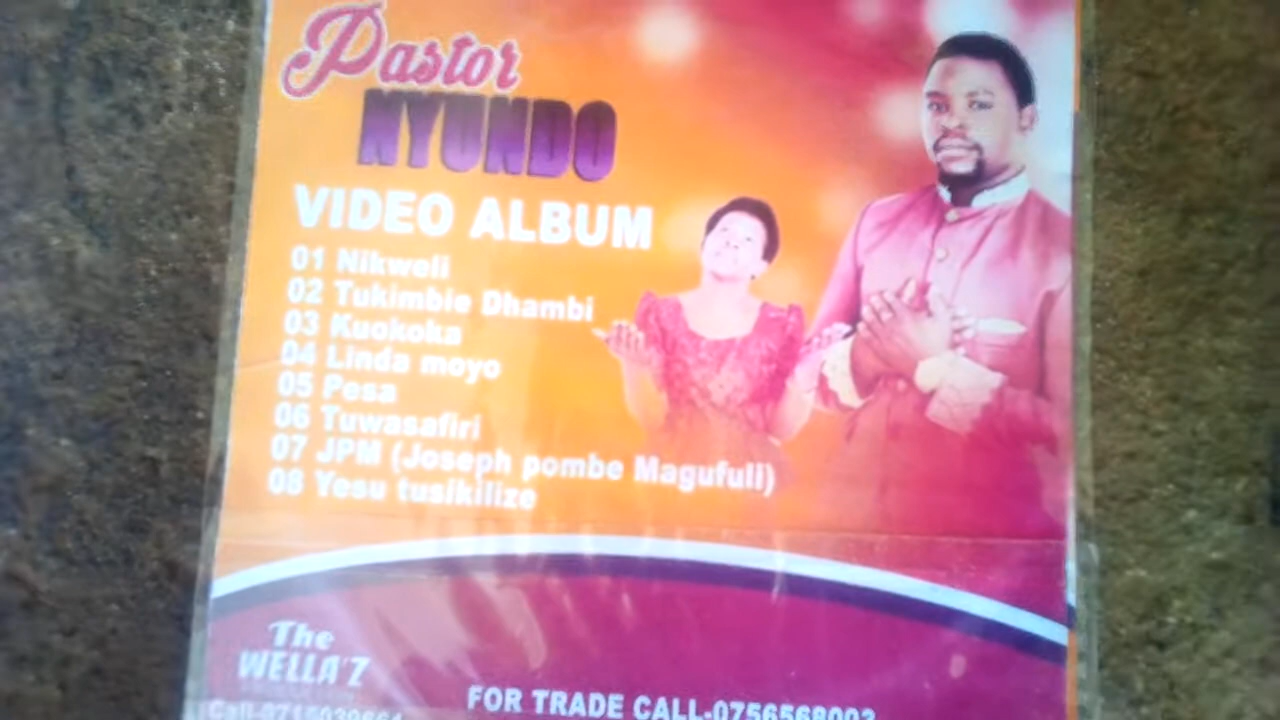 Pastor
NYUNDO
VIDEO ALBUM
01 Nikweli
02 Tukimbie Dhambi
03 Kuokoka
04 Linda moyo
05 Pesa
06 Tuwasafiri
07 JPM (Joseph pombe Magufuli)
08 Yesu tusikilize
The
WELLA'Z
FOR TRADE CALL-0756568003